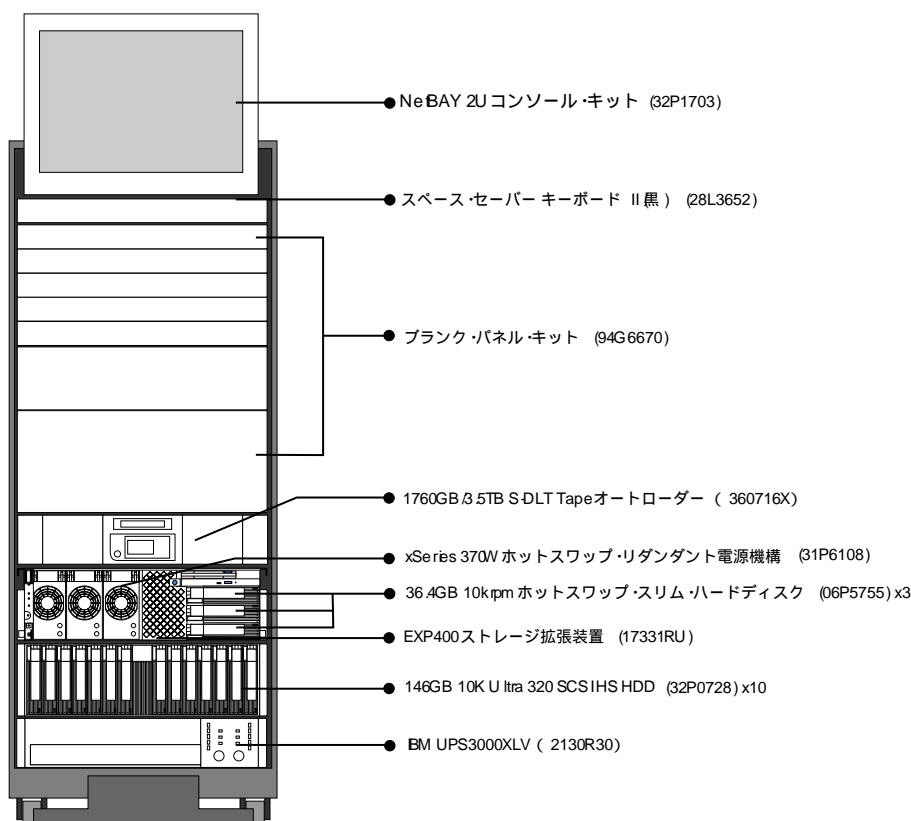 NetBAY 2U コンソール・キット (32P1703)
スペース・セーバー キーボード II(黒) (28L3652)
ブランク・パネル・キット (94G6670)
1760GB/3.5TB S-DLT Tapeオートローダー ( 360716X)
xSeries 370W ホットスワップ・リダンダント電源機構 (31P6108)
36.4GB 10krpm ホットスワップ・スリム・ハードディスク (06P5755) x3
EXP400ストレージ拡張装置 (17331RU)
146GB 10K Ultra 320 SCSI HS HDD (32P0728) x10
IBM UPS3000XLV ( 2130R30)